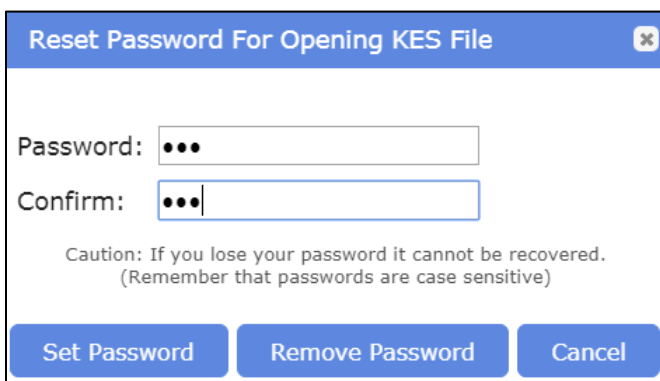 Reset Password For Opening KES File
Password: •••
Confirm: •••
Caution: If you lose your password it cannot be recovered.
(Remember that passwords are case sensitive)
Set Password Remove Password Cancel